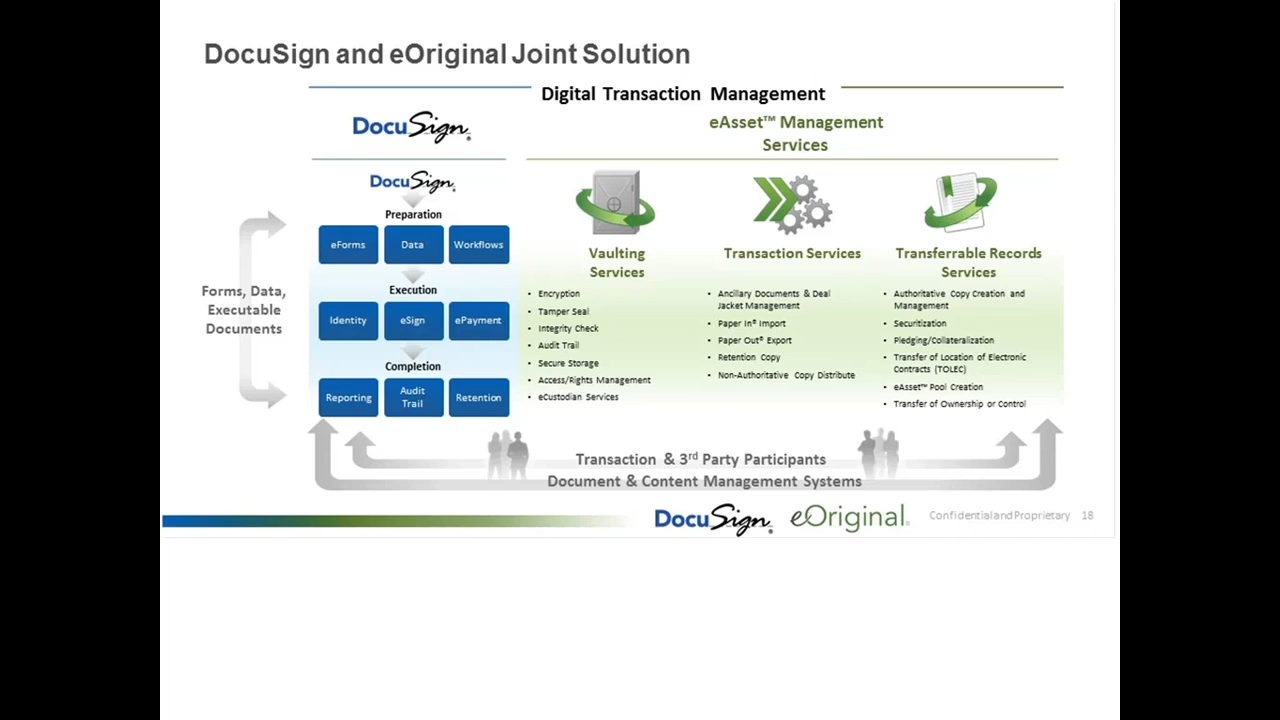 DocuSign and eOriginal Joint Solution
Digital Transaction Management
DocuSign®
eAsset™ Management
Services
DocuSign®
Preparation
eForms
Data
Workflows
Execution
Identity
eSign
ePayment
Completion
Reporting
Audit
Trail
Retention
Forms, Data,
Executable
Documents
Vaulting
Services
• Encryption
• Tamper Seal
• Integrity Check
• Audit Trail
• Secure Storage
• Access/Rights Management
• eCustodian Services
Transaction Services
• Ancillary Documents & Deal
Jacket Management
• Paper In® Import
• Paper Out® Export
• Retention Copy
• Non-Authoritative Copy Distribute
Transferrable Records
Services
• Authoritative Copy Creation and
Management
• Securitization
• Pledging/Collateralization
• Transfer of Location of Electronic
Contracts (TOLEC)
• eAsset™ Pool Creation
• Transfer of Ownership or Control
Transaction & 3rd Party Participants
Document & Content Management Systems
DocuSign® eOriginal® Confidential and Proprietary 18